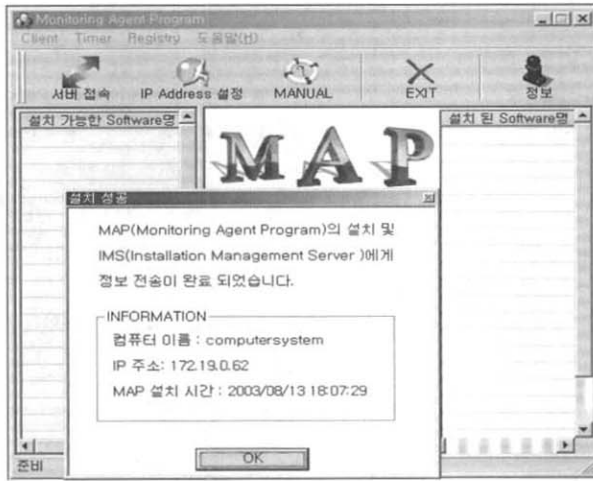 Monitoring Agent Program
Client Timer Registry 도움말(H)
서버 접속 IP Address 설정 MANUAL EXIT 정보
설치 가능한 Software명
MAP
설치 된 Software명
설치 성공
MAP(Monitoring Agent Program)의 설치 및
IMS(Installation Management Server )에게
정보 전송이 완료 되었습니다.
INFORMATION
컴퓨터 이름 : computersystem
IP 주소: 172.19.0.62
MAP 설치 시간 : 2003/08/13 18:07:29
OK
준비